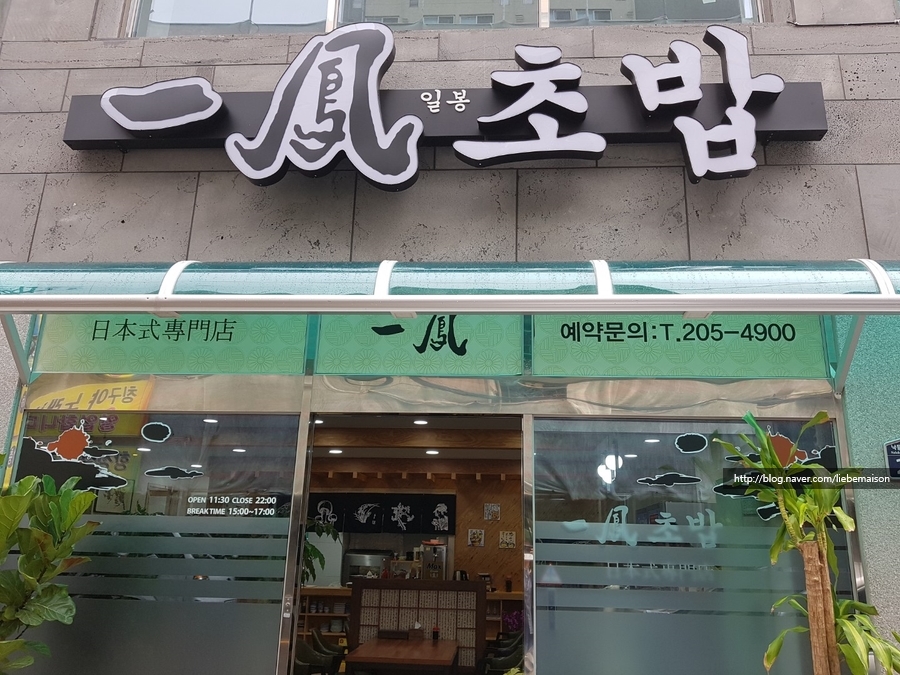 一鳳 일봉 초밥
日本式專門店
一鳳
예약문의:T.205-4900
OPEN 11:30 CLOSE 22:00
BREAKTIME 15:00~17:00
一鳳초밥
http://blog.naver.com/liebemaison